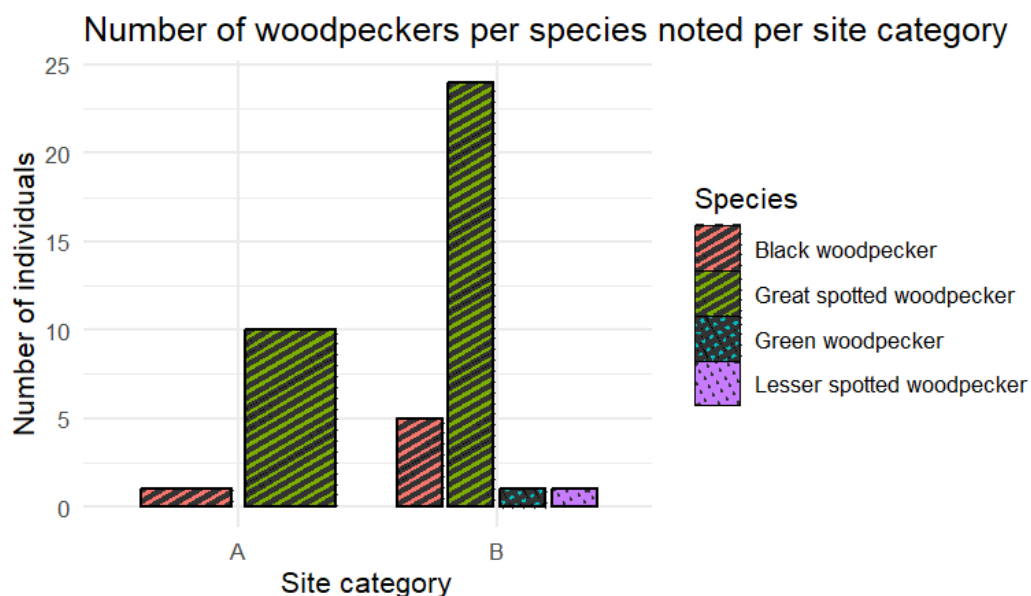 Number of woodpeckers per species noted per site category
25
20
15
10
5
0
Number of individuals
A
B
Site category
Species
Black woodpecker
Great spotted woodpecker
Green woodpecker
Lesser spotted woodpecker